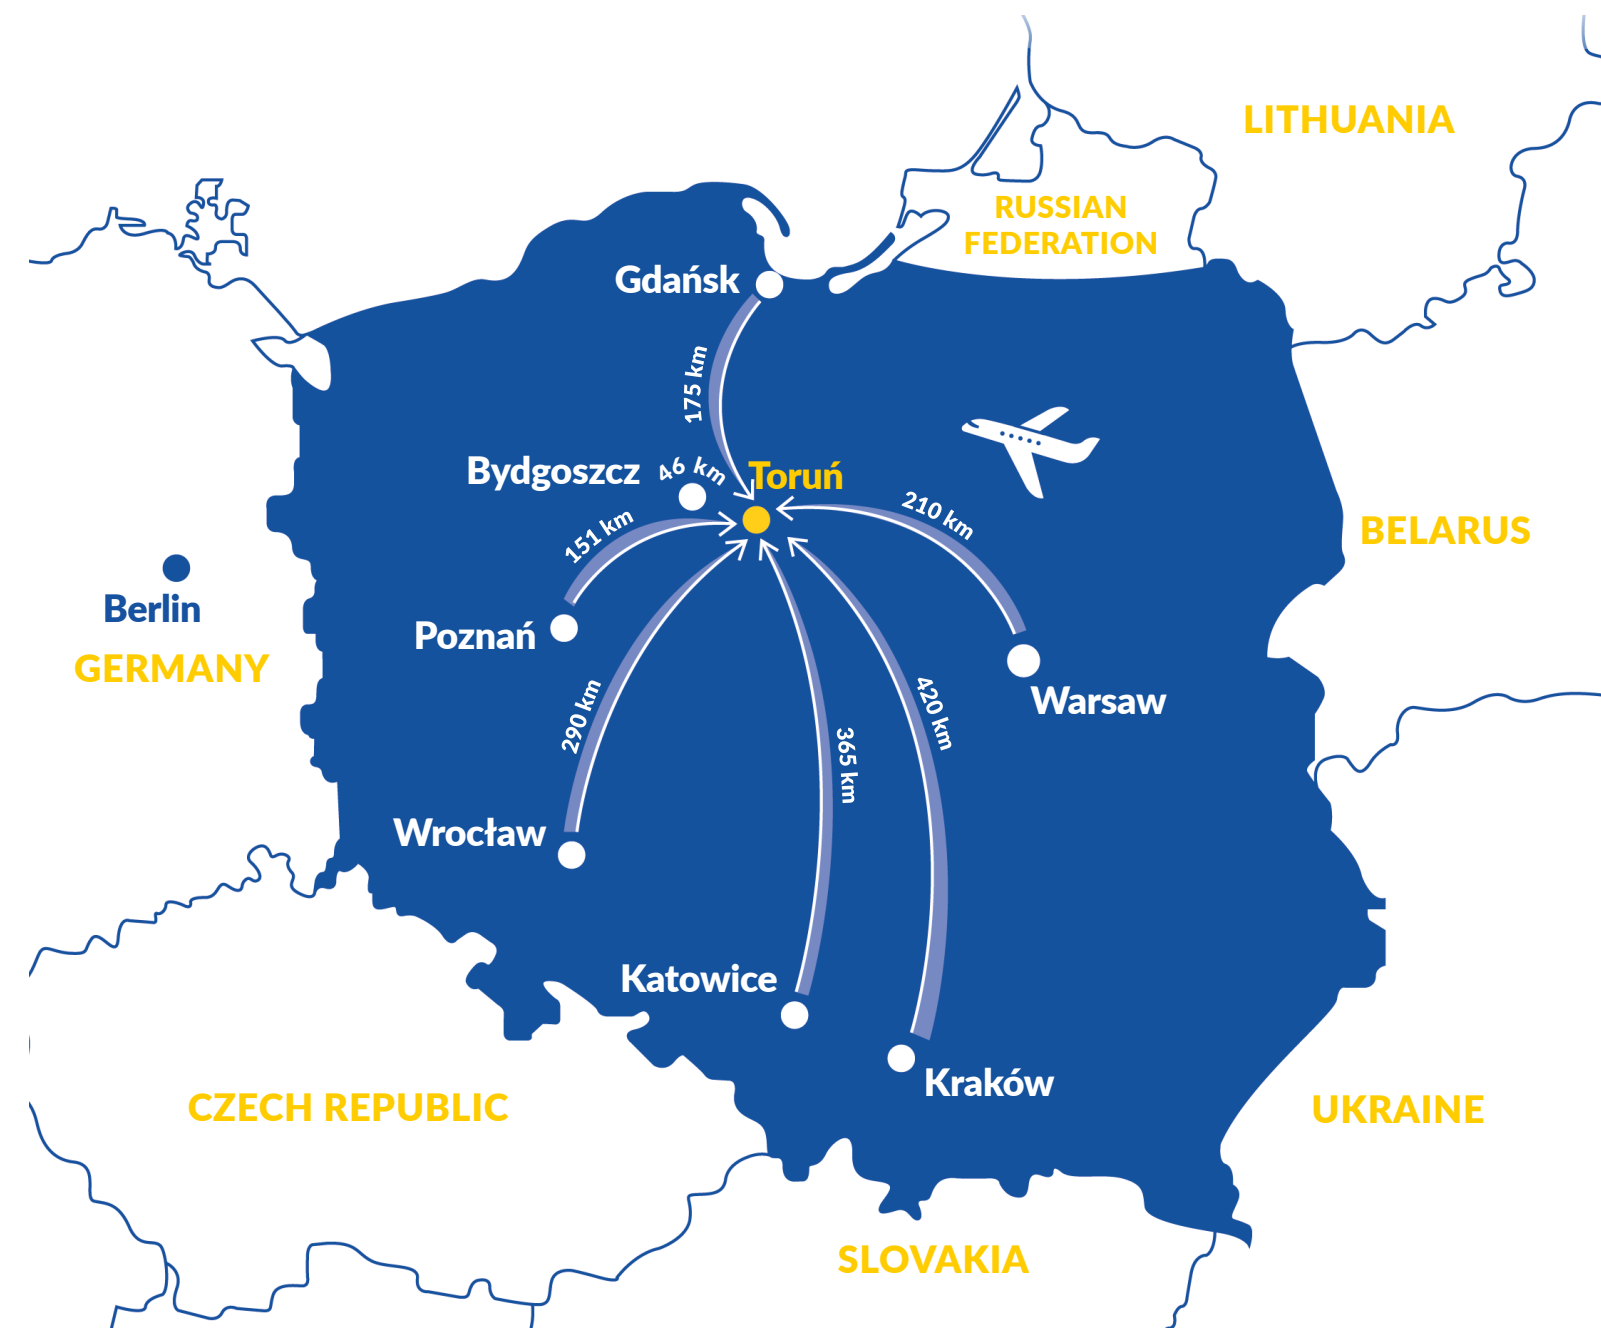 LITHUANIA
RUSSIAN
FEDERATION
Gdańsk
175 km
Bydgoszcz
46 km
Toruń
210 km
151 km
BELARUS
Berlin
Poznań
GERMANY
Warsaw
290 km
420 km
365 km
Wrocław
Katowice
Kraków
CZECH REPUBLIC
UKRAINE
SLOVAKIA